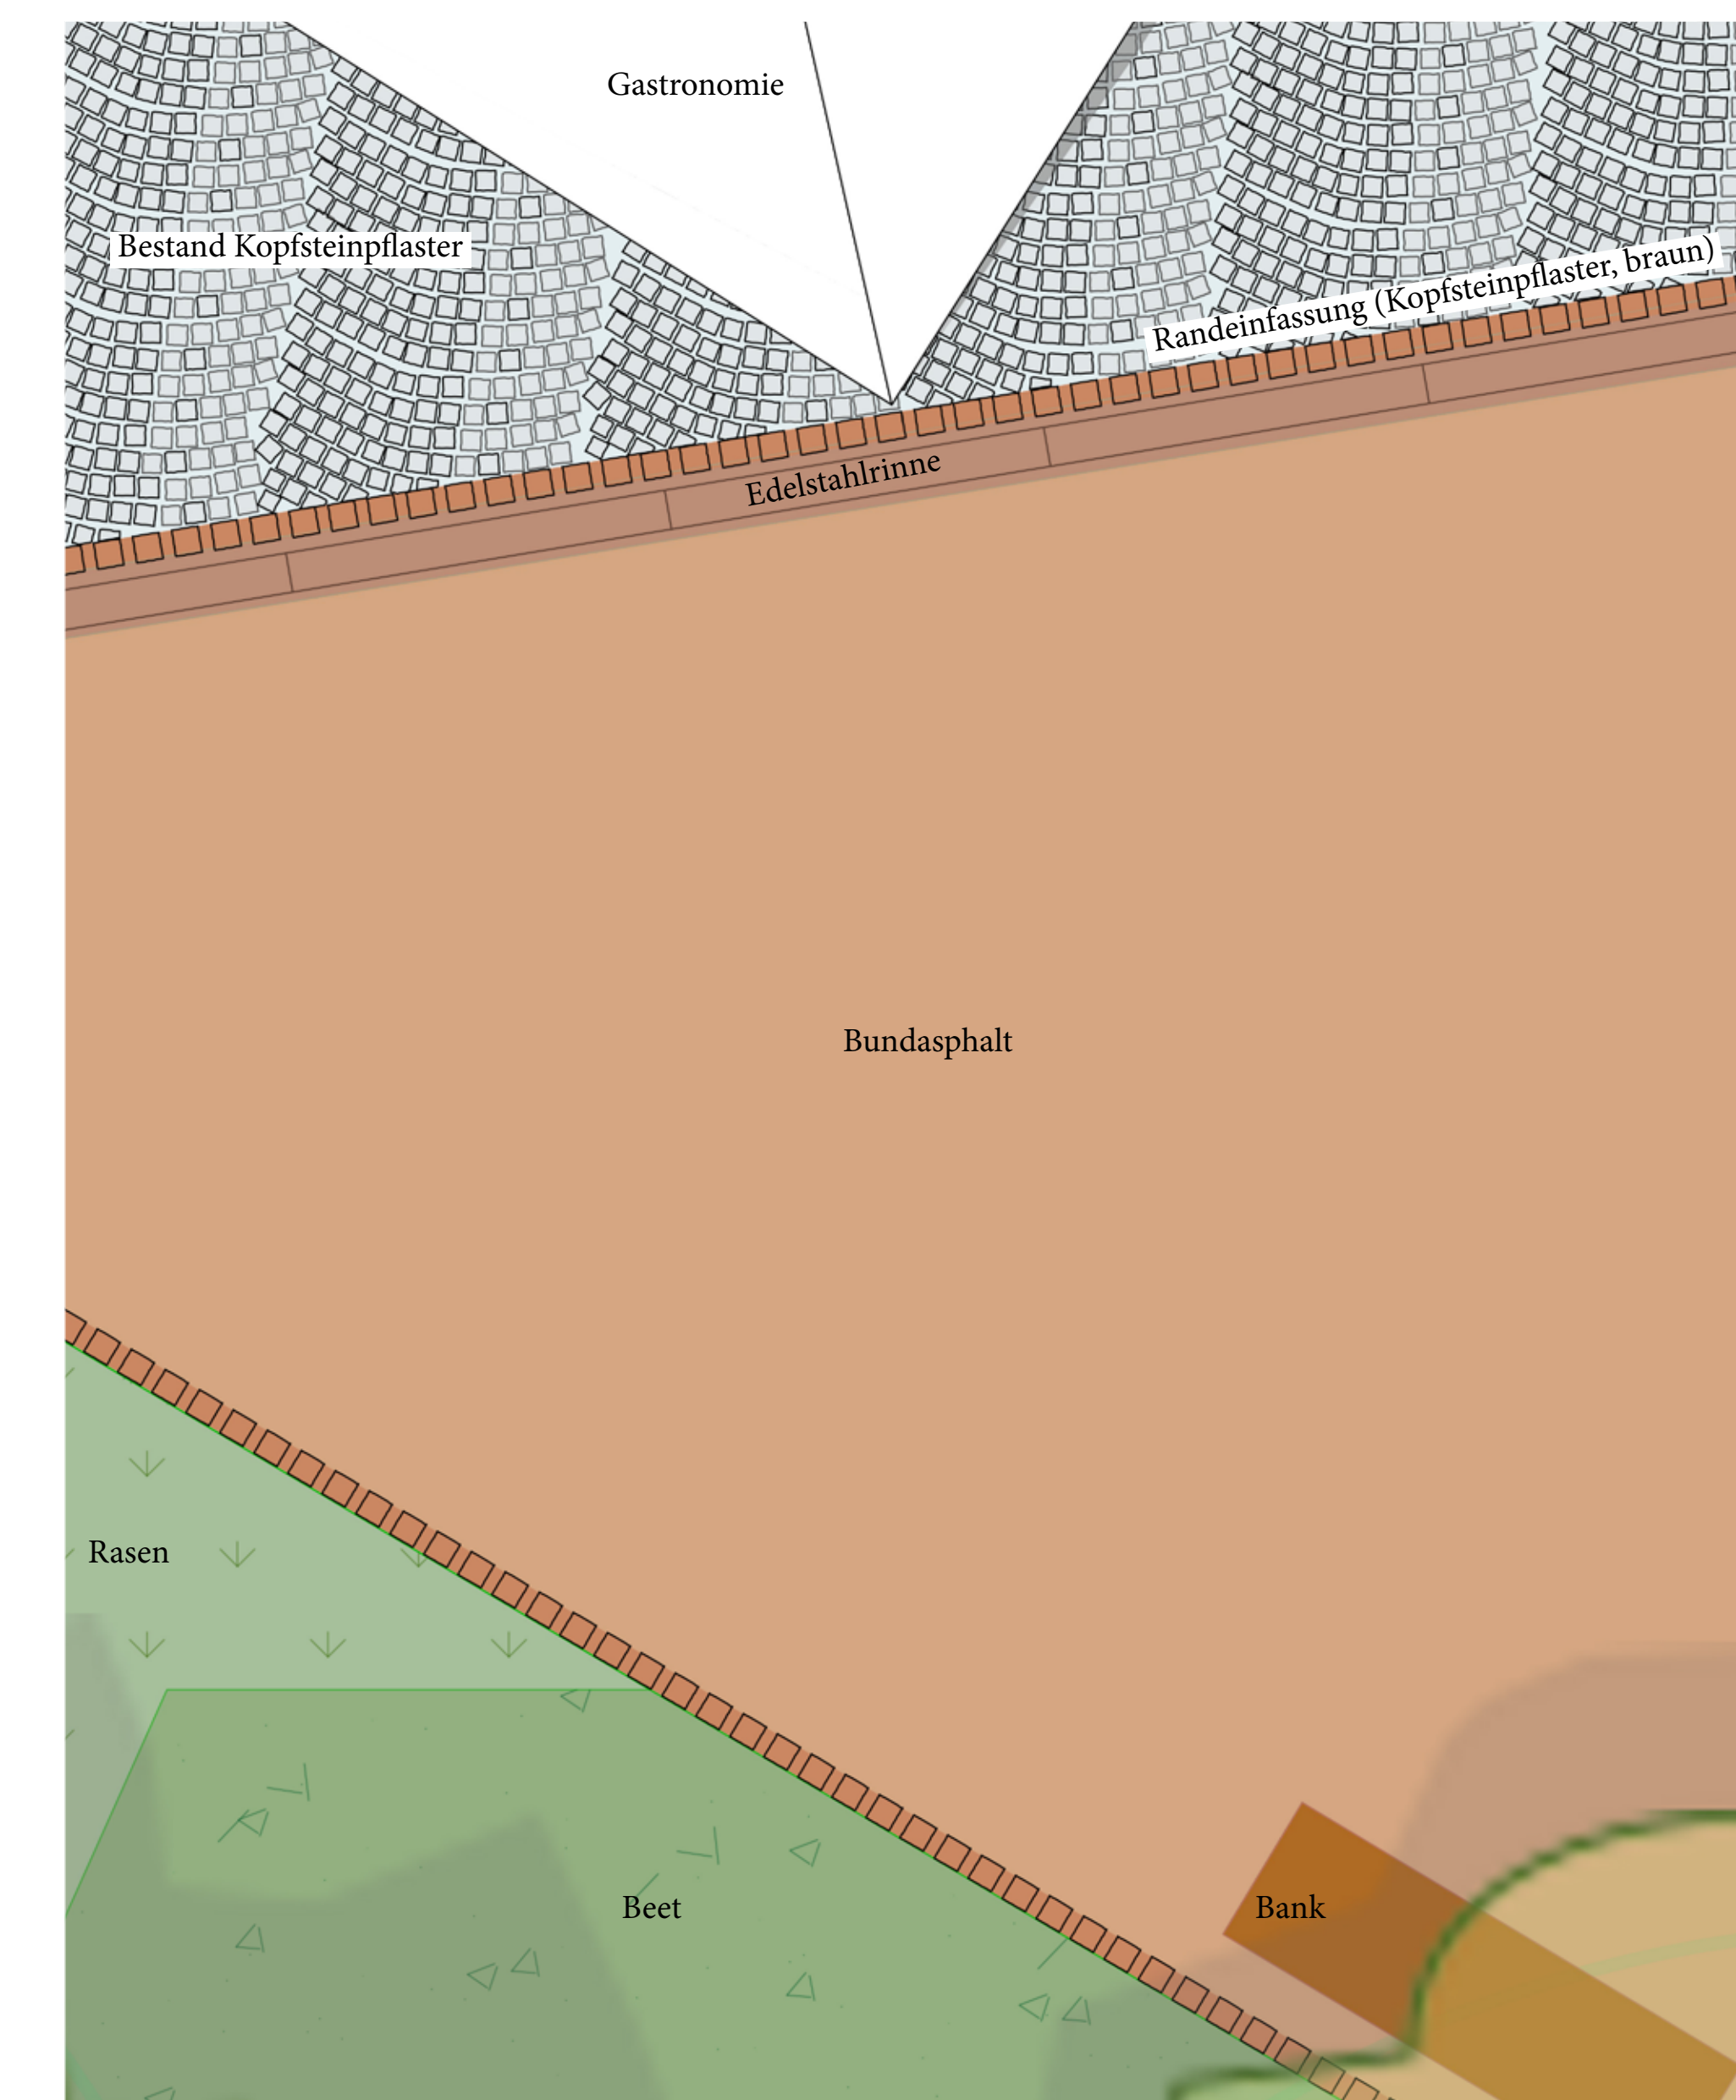 Gastronomie
Bestand Kopfsteinpflaster
Randeinfassung (Kopfsteinpflaster, braun)
Edelstahlrinne
Bundasphalt
Rasen
Beet
Bank